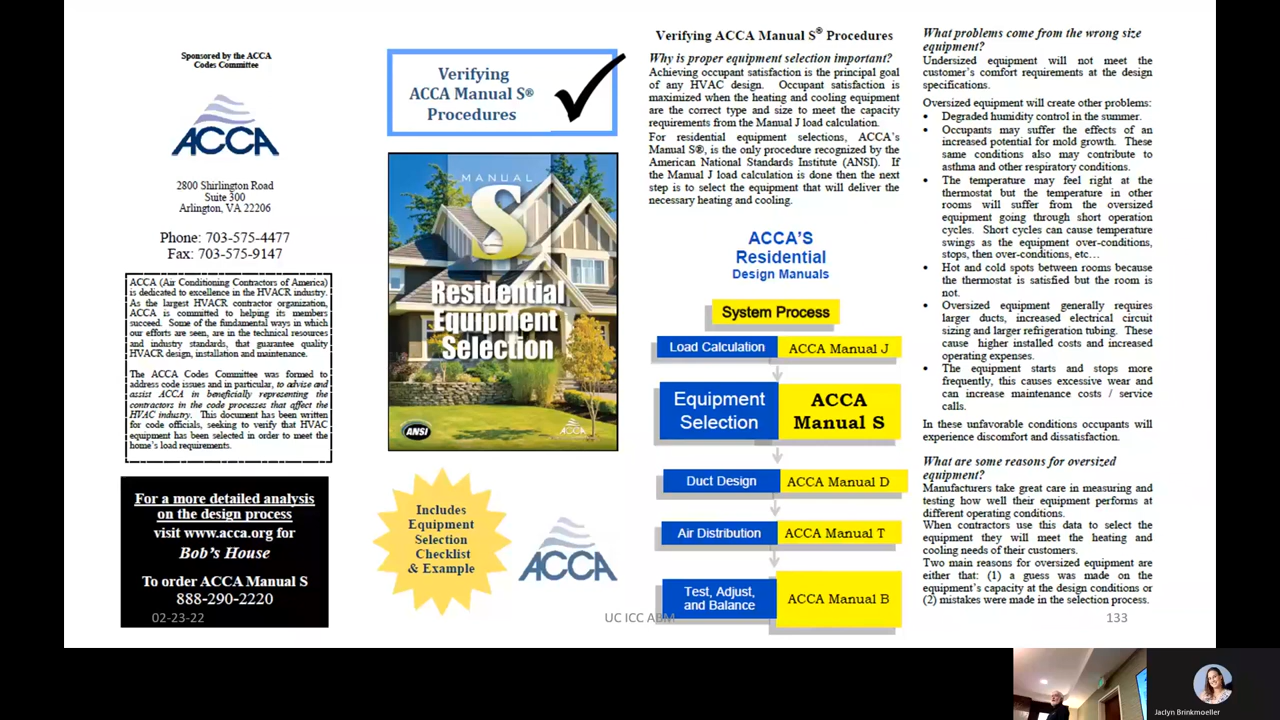 Sponsored by the ACCA
Codes Committee
ACCA
2800 Shirlington Road
Suite 300
Arlington, VA 22206
Phone: 703-575-4477
Fax: 703-575-9147
ACCA (Air Conditioning Contractors of America)
is dedicated to excellence in the HVACR industry.
As the largest HVACR contractor organization,
ACCA is committed to helping its members
succeed. Some of the fundamental ways in which
our efforts are seen, are in the technical resources
and industry standards, that guarantee quality
HVACR design, installation and maintenance.
The ACCA Codes Committee was formed to
address code issues and in particular, to advise and
assist ACCA in beneficially representing the
contractors in the code processes that affect the
HVAC industry. This document has been written
for code officials, seeking to verify that HVAC
equipment has been selected in order to meet the
home's load requirements.
For a more detailed analysis
on the design process
visit www.acca.org for
Bob's House
To order ACCA Manual S
888-290-2220
02-23-22
Verifying
ACCA Manual S®
Procedures
MANUAL
S
Residential
Equipment
Selection
ANSI
ACCA
Includes
Equipment
Selection
Checklist
& Example
ACCA
Verifying ACCA Manual S® Procedures
Why is proper equipment selection important?
Achieving occupant satisfaction is the principal goal
of any HVAC design. Occupant satisfaction is
maximized when the heating and cooling equipment
are the correct type and size to meet the capacity
requirements from the Manual J load calculation.
For residential equipment selections, ACCA's
Manual S®, is the only procedure recognized by the
American National Standards Institute (ANSI). If
the Manual J load calculation is done then the next
step is to select the equipment that will deliver the
necessary heating and cooling.
ACCA'S
Residential
Design Manuals
System Process
Load Calculation ACCA Manual J
Equipment
Selection
ACCA
Manual S
Duct Design ACCA Manual D
Air Distribution ACCA Manual T
Test, Adjust,
and Balance
ACCA Manual B
UC ICC ABM
What problems come from the wrong size
equipment?
Undersized equipment will not meet the
customer's comfort requirements at the design
specifications.
Oversized equipment will create other problems:
• Degraded humidity control in the summer.
• Occupants may suffer the effects of an
increased potential for mold growth. These
same conditions also may contribute to
asthma and other respiratory conditions.
• The temperature may feel right at the
thermostat but the temperature in other
rooms will suffer from the oversized
equipment going through short operation
cycles. Short cycles can cause temperature
swings as the equipment over-conditions,
stops, then over-conditions, etc…
• Hot and cold spots between rooms because
the thermostat is satisfied but the room is
not.
• Oversized equipment generally requires
larger ducts, increased electrical circuit
sizing and larger refrigeration tubing. These
cause higher installed costs and increased
operating expenses.
• The equipment starts and stops more
frequently, this causes excessive wear and
can increase maintenance costs / service
calls.
In these unfavorable conditions occupants will
experience discomfort and dissatisfaction.
What are some reasons for oversized
equipment?
Manufacturers take great care in measuring and
testing how well their equipment performs at
different operating conditions.
When contractors use this data to select the
equipment they will meet the heating and
cooling needs of their customers.
Two main reasons for oversized equipment are
either that: (1) a guess was made on the
equipment's capacity at the design conditions or
(2) mistakes were made in the selection process.
133
Jaclyn Brinkmoeller